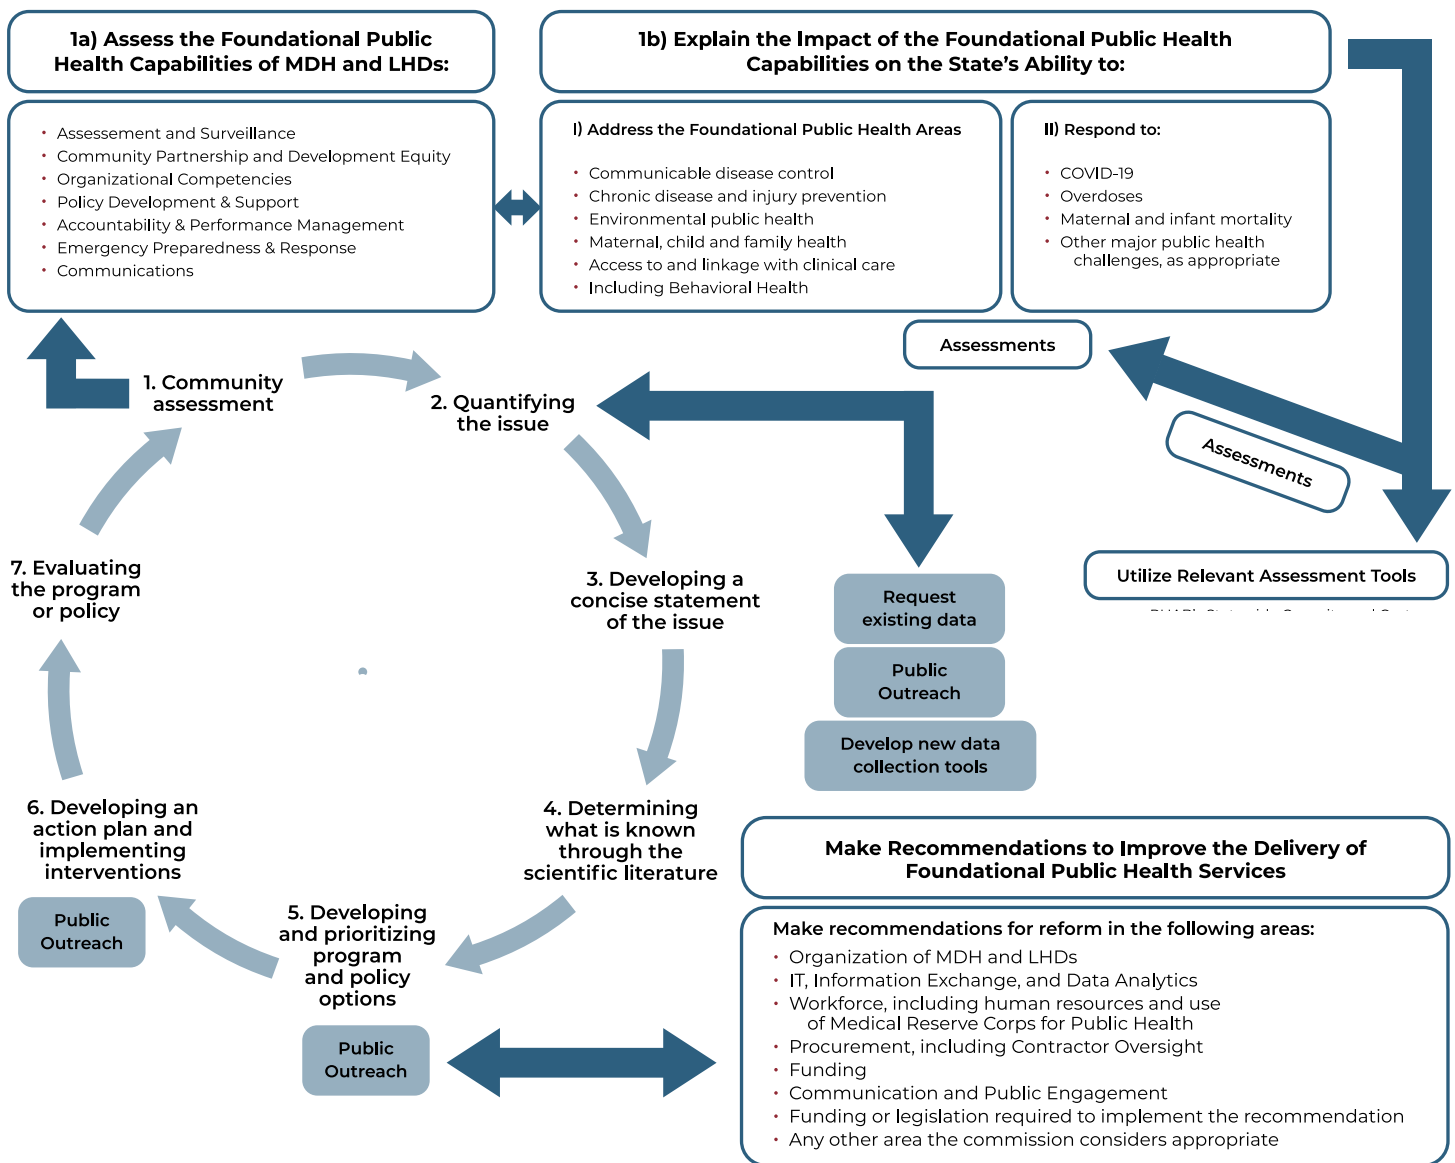 1a) Assess the Foundational Public
Health Capabilities of MDH and LHDs:
1b) Explain the Impact of the Foundational Public Health
Capabilities on the State’s Ability to:
• Assessement and Surveillance
• Community Partnership and Development Equity
• Organizational Competencies
• Policy Development & Support
• Accountability & Performance Management
• Emergency Preparedness & Response
• Communications
I) Address the Foundational Public Health Areas
• Communicable disease control
• Chronic disease and injury prevention
• Environmental public health
• Maternal, child and family health
• Access to and linkage with clinical care
• Including Behavioral Health
II) Respond to:
• COVID-19
• Overdoses
• Maternal and infant mortality
• Other major public health
challenges, as appropriate
Assessments
Assessments
Utilize Relevant Assessment Tools
1. Community
assessment
2. Quantifying
the issue
3. Developing a
concise statement
of the issue
Request
existing data
Public
Outreach
Develop new data
collection tools
4. Determining
what is known
through the
scientific literature
5. Developing
and prioritizing
program
and policy
options
Public
Outreach
6. Developing an
action plan and
implementing
interventions
Public
Outreach
7. Evaluating
the program
or policy
Make Recommendations to Improve the Delivery of
Foundational Public Health Services
Make recommendations for reform in the following areas:
• Organization of MDH and LHDs
• IT, Information Exchange, and Data Analytics
• Workforce, including human resources and use
of Medical Reserve Corps for Public Health
• Procurement, including Contractor Oversight
• Funding
• Communication and Public Engagement
• Funding or legislation required to implement the recommendation
• Any other area the commission considers appropriate